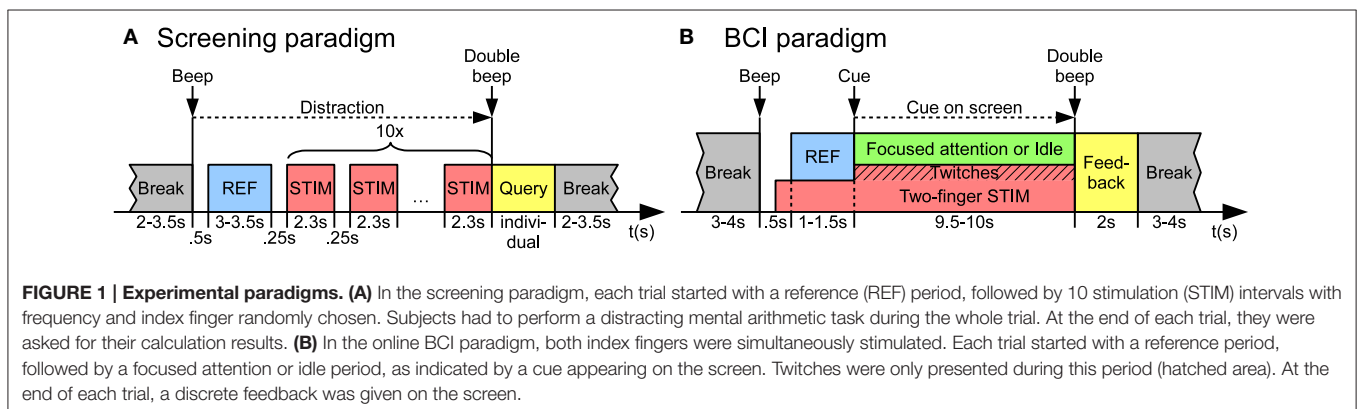 A Screening paradigm
Beep
Double
beep
Distraction
10x
Break
REF
STIM
STIM
...
STIM
Query
Break
2-3.5s
.5s
3-3.5s
.25s
2.3s
.25s
2.3s
2.3s
indivi-
dual
2-3.5s
t(s)
B BCI paradigm
Beep
Cue
Double
beep
Cue on screen
Break
REF
Focused attention or Idle
Twitches
Two-finger STIM
Feed-
back
Break
3-4s
.5s
1-1.5s
9.5-10s
2s
3-4s
t(s)
FIGURE 1 | Experimental paradigms. (A) In the screening paradigm, each trial started with a reference (REF) period, followed by 10 stimulation (STIM) intervals with
frequency and index finger randomly chosen. Subjects had to perform a distracting mental arithmetic task during the whole trial. At the end of each trial, they were
asked for their calculation results. (B) In the online BCI paradigm, both index fingers were simultaneously stimulated. Each trial started with a reference period,
followed by a focused attention or idle period, as indicated by a cue appearing on the screen. Twitches were only presented during this period (hatched area). At the
end of each trial, a discrete feedback was given on the screen.